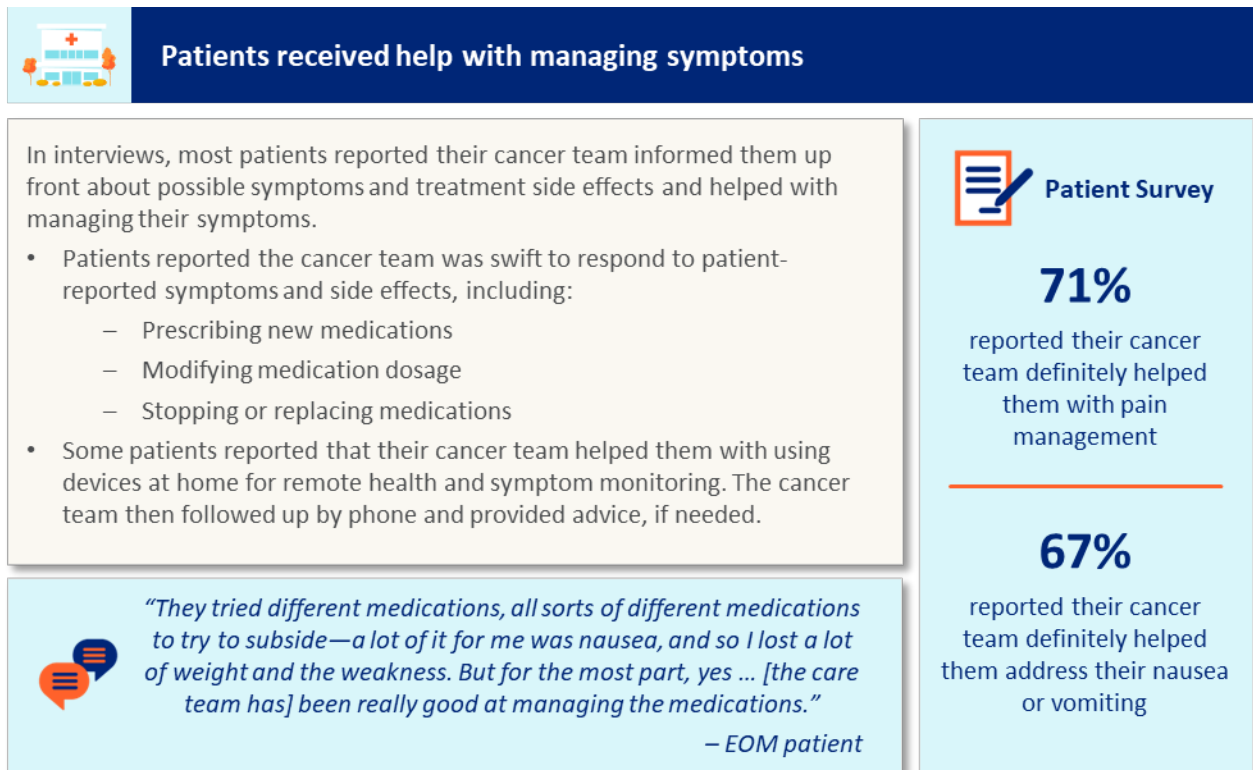 Patients received help with managing symptoms
In interviews, most patients reported their cancer team informed them up
front about possible symptoms and treatment side effects and helped with
managing their symptoms.
• Patients reported the cancer team was swift to respond to patient-
reported symptoms and side effects, including:
– Prescribing new medications
– Modifying medication dosage
– Stopping or replacing medications
• Some patients reported that their cancer team helped them with using
devices at home for remote health and symptom monitoring. The cancer
team then followed up by phone and provided advice, if needed.
“They tried different medications, all sorts of different medications
to try to subside—a lot of it for me was nausea, and so I lost a lot
of weight and the weakness. But for the most part, yes … [the care
team has] been really good at managing the medications.”
– EOM patient
Patient Survey
71%
reported their cancer
team definitely helped
them with pain
management
67%
reported their cancer
team definitely helped
them address their nausea
or vomiting